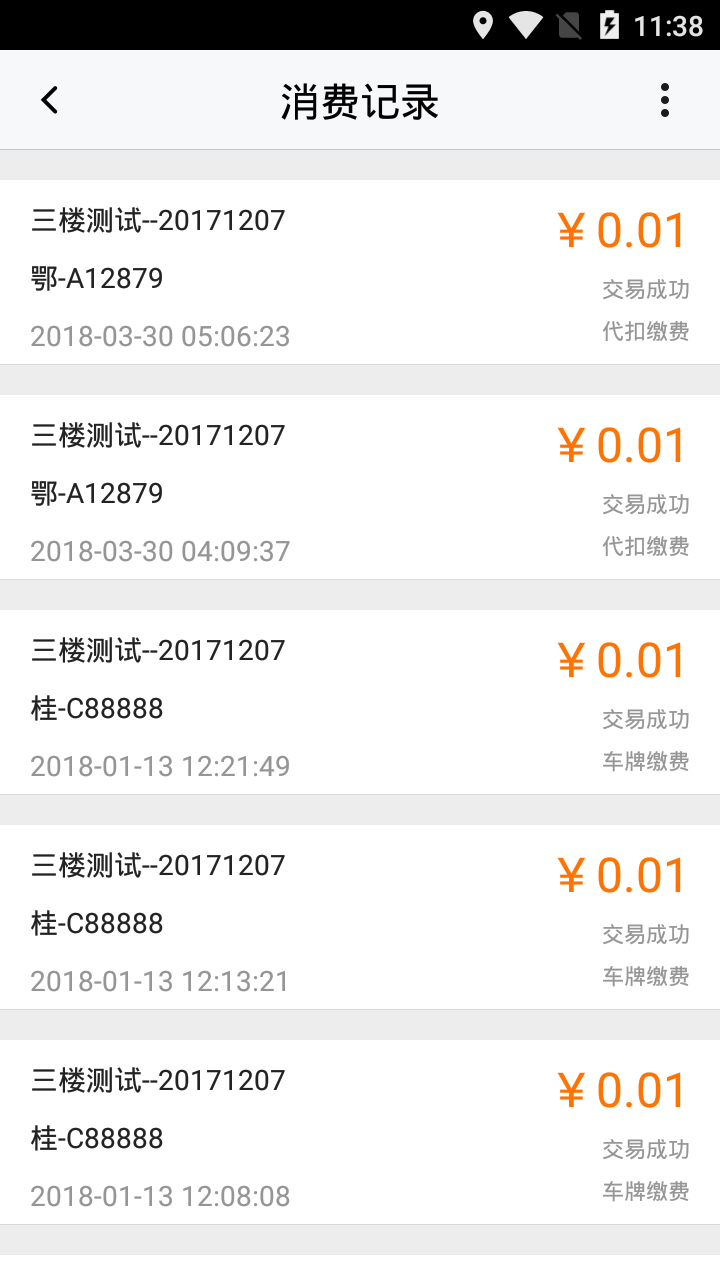 11:38
消费记录
三楼测试--20171207
¥ 0.01
鄂-A12879
交易成功
2018-03-30 05:06:23
代扣缴费
三楼测试--20171207
¥ 0.01
鄂-A12879
交易成功
2018-03-30 04:09:37
代扣缴费
三楼测试--20171207
¥ 0.01
桂-C88888
交易成功
2018-01-13 12:21:49
车牌缴费
三楼测试--20171207
¥ 0.01
桂-C88888
交易成功
2018-01-13 12:13:21
车牌缴费
三楼测试--20171207
¥ 0.01
桂-C88888
交易成功
2018-01-13 12:08:08
车牌缴费